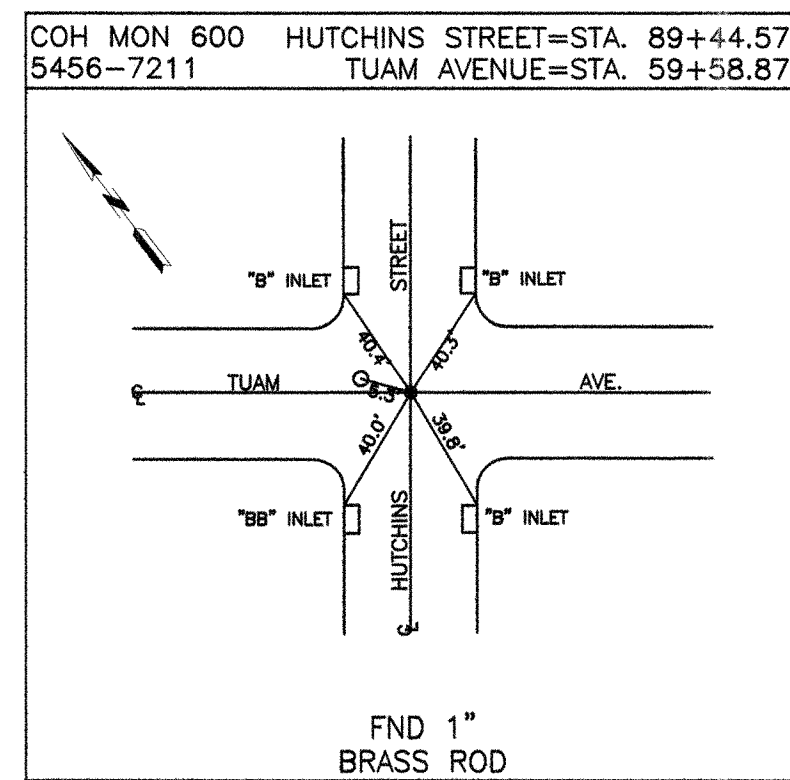 COH MON 600 HUTCHINS STREET=STA. 89+44.57
5456-7211 TUAM AVENUE=STA. 59+58.87
STREET
"B" INLET
"B" INLET
40.4'
40.3'
℄ TUAM
5.3'
AVE.
40.0'
39.8'
"BB" INLET
"B" INLET
HUTCHINS
℄
FND 1"
BRASS ROD